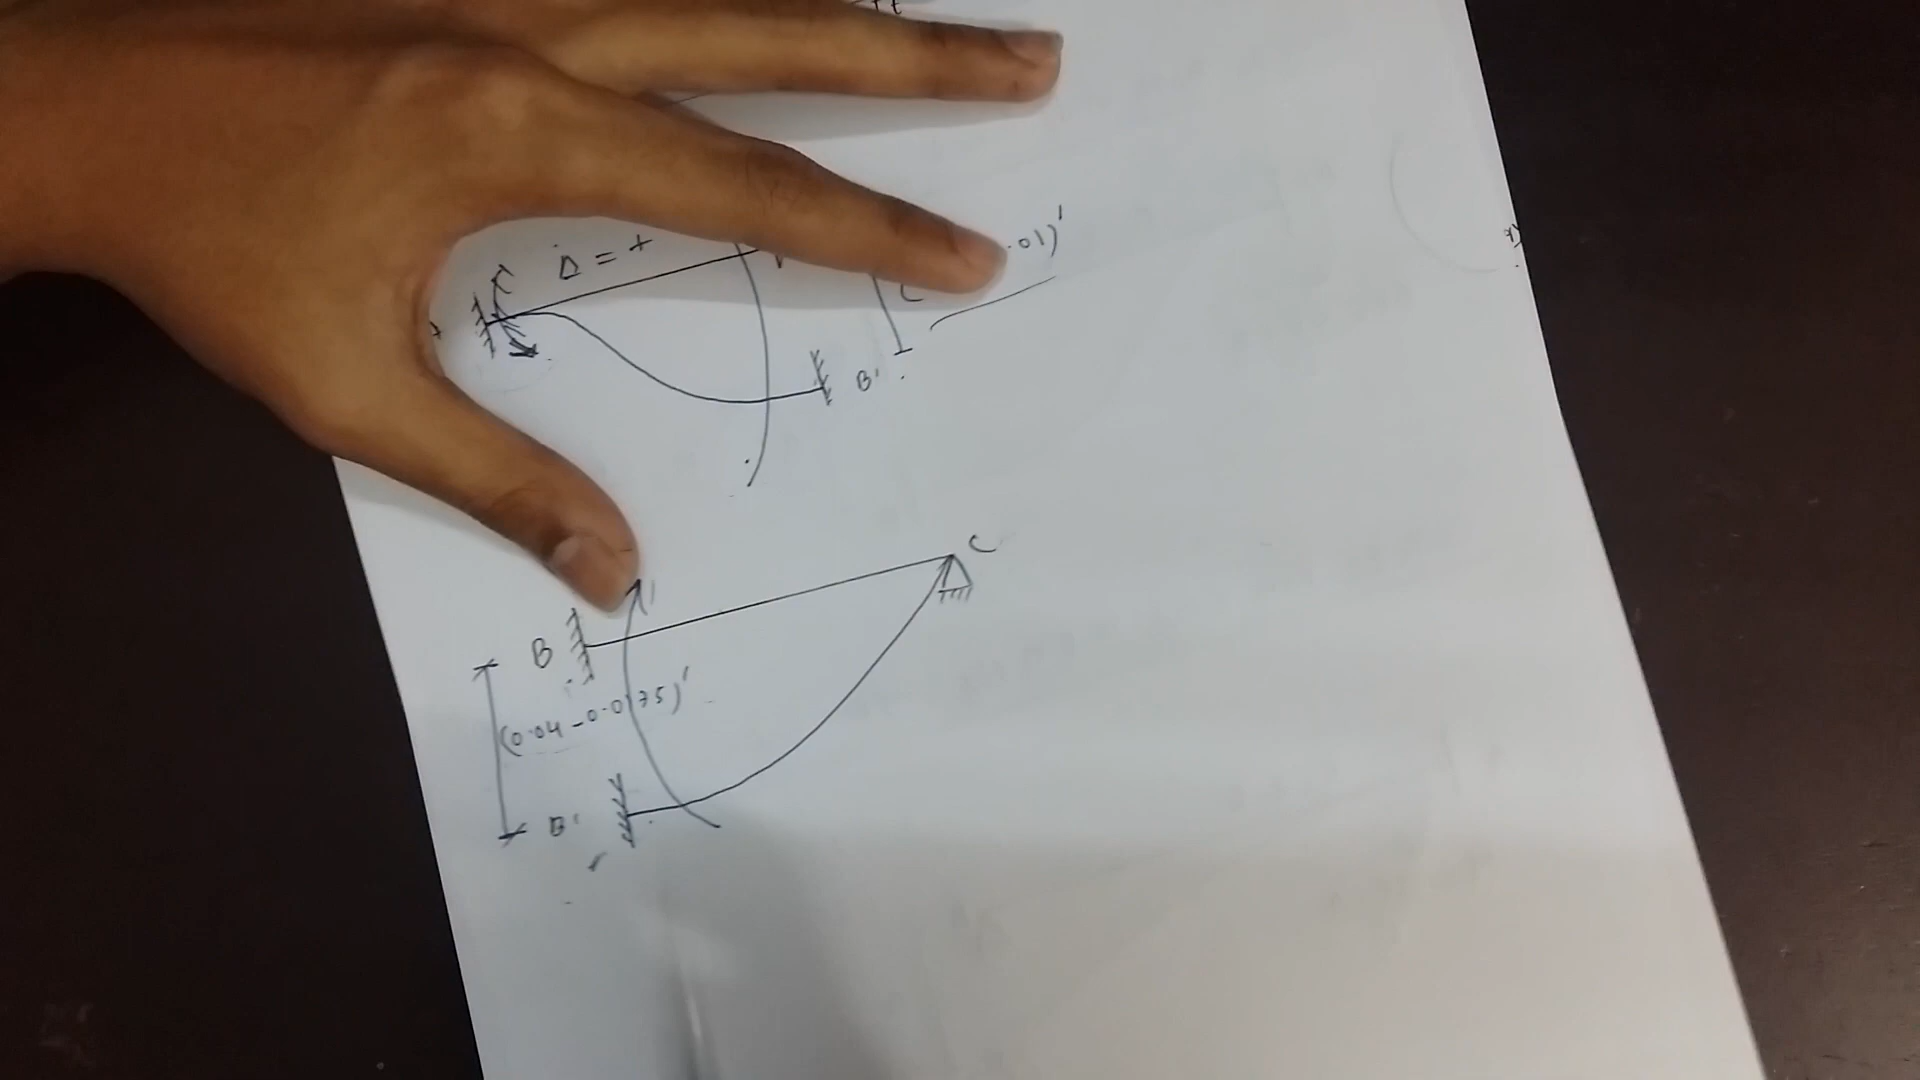 Δ = +
.01)'
B'
C
B
(0.04 - 0.0175)'
B'